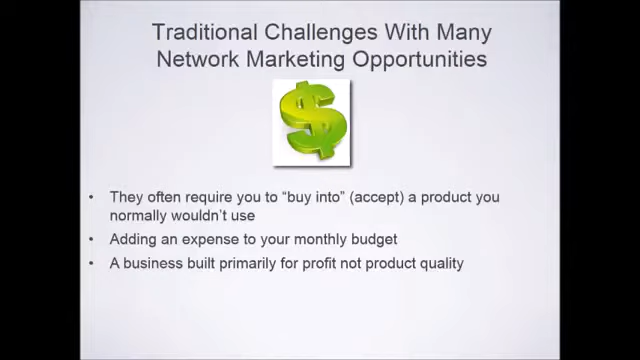 Traditional Challenges With Many
Network Marketing Opportunities
• They often require you to “buy into” (accept) a product you
normally wouldn’t use
• Adding an expense to your monthly budget
• A business built primarily for profit not product quality